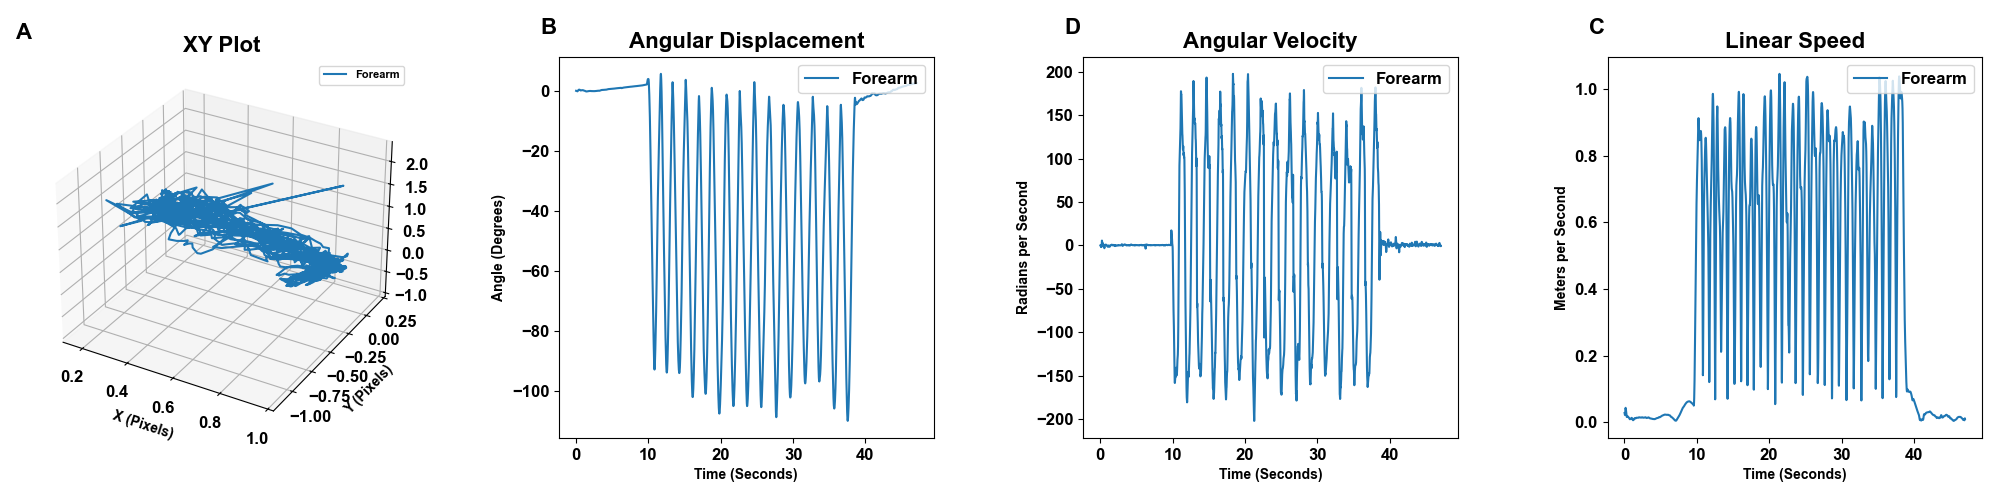 A
XY Plot
Forearm
2.0
1.5
1.0
0.5
0.0
−0.5
−1.0
0.25
0.00
−0.25
−0.50
−0.75
−1.00
Y (Pixels)
0.2
0.4
0.6
0.8
1.0
X (Pixels)
B
Angular Displacement
Forearm
Angle (Degrees)
0
−20
−40
−60
−80
−100
0
10
20
30
40
Time (Seconds)
D
Angular Velocity
Forearm
Radians per Second
200
150
100
50
0
−50
−100
−150
−200
0
10
20
30
40
Time (Seconds)
C
Linear Speed
Forearm
Meters per Second
1.0
0.8
0.6
0.4
0.2
0.0
0
10
20
30
40
Time (Seconds)